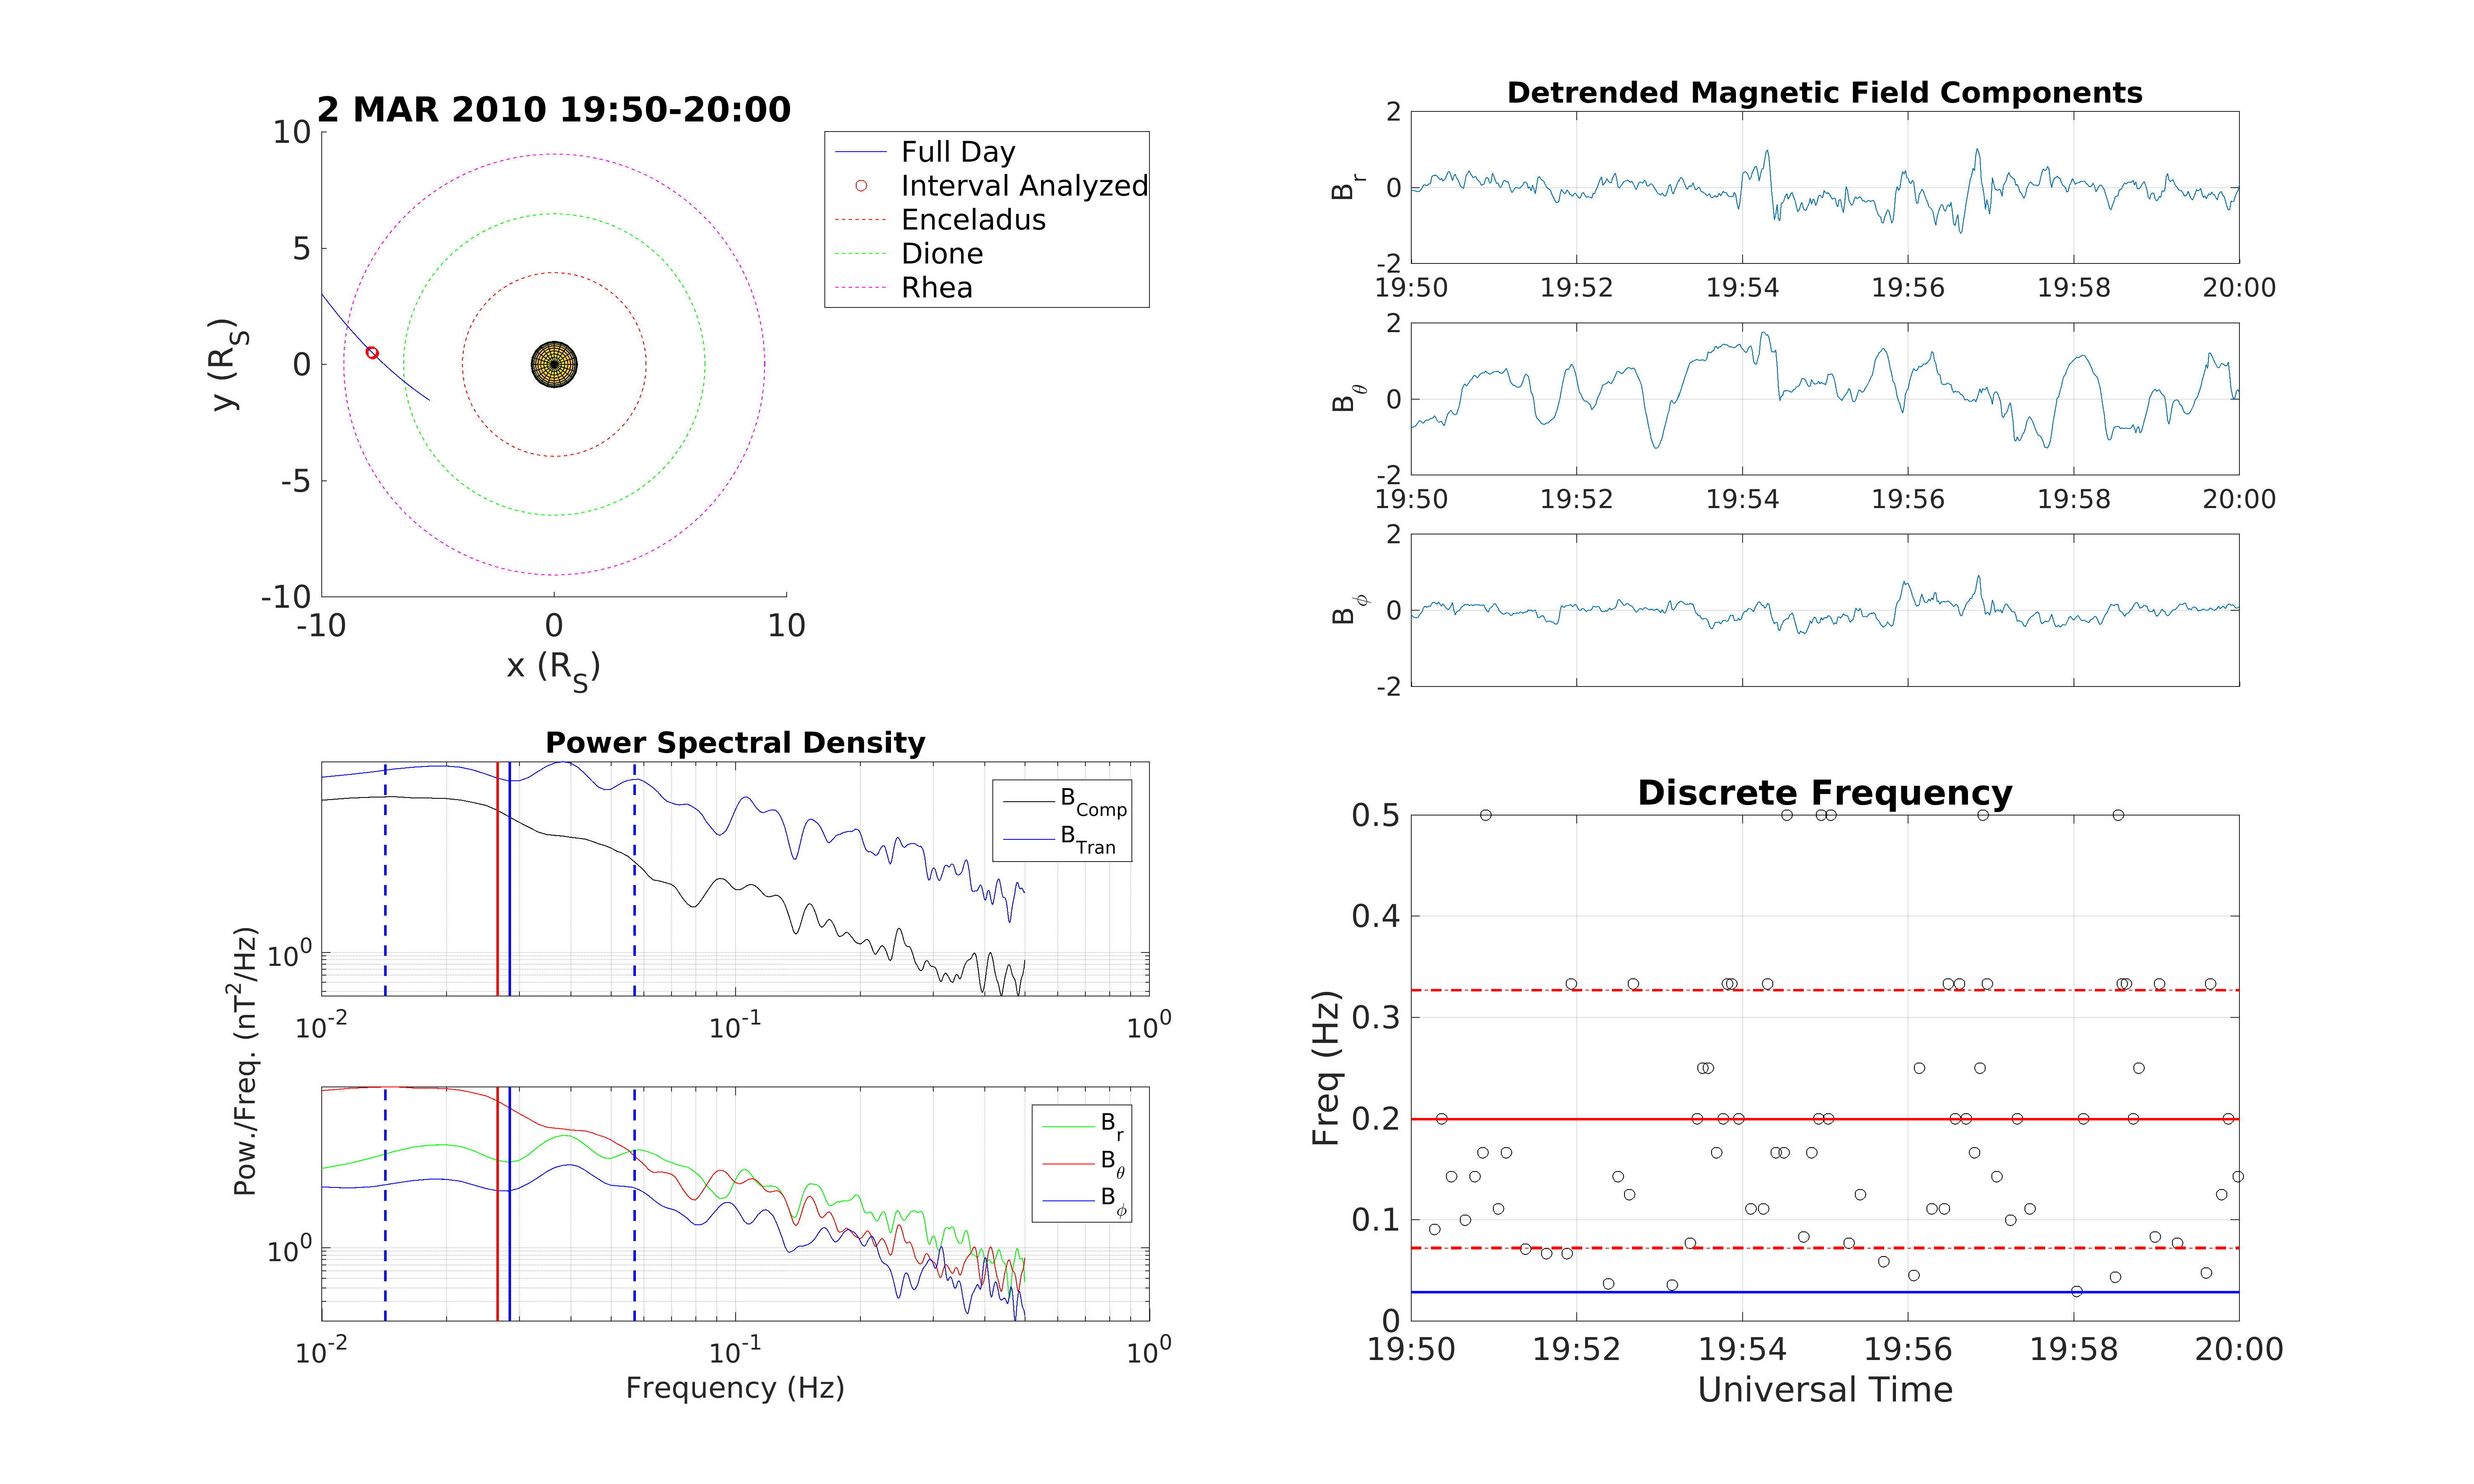 2 MAR 2010 19:50-20:00
10
5
0
-5
-10
-10 0 10
y (R_S)
x (R_S)
Full Day
Interval Analyzed
Enceladus
Dione
Rhea
Detrended Magnetic Field Components
2
0
-2
B_r
19:50 19:52 19:54 19:56 19:58 20:00
2
0
-2
B_θ
19:50 19:52 19:54 19:56 19:58 20:00
2
0
-2
B_ϕ
Power Spectral Density
B_Comp
B_Tran
10^0
10^-2 10^-1 10^0
Pow./Freq. (nT^2/Hz)
B_r
B_θ
B_ϕ
10^0
10^-2 10^-1 10^0
Frequency (Hz)
Discrete Frequency
0.5
0.4
0.3
0.2
0.1
0
Freq (Hz)
19:50 19:52 19:54 19:56 19:58 20:00
Universal Time